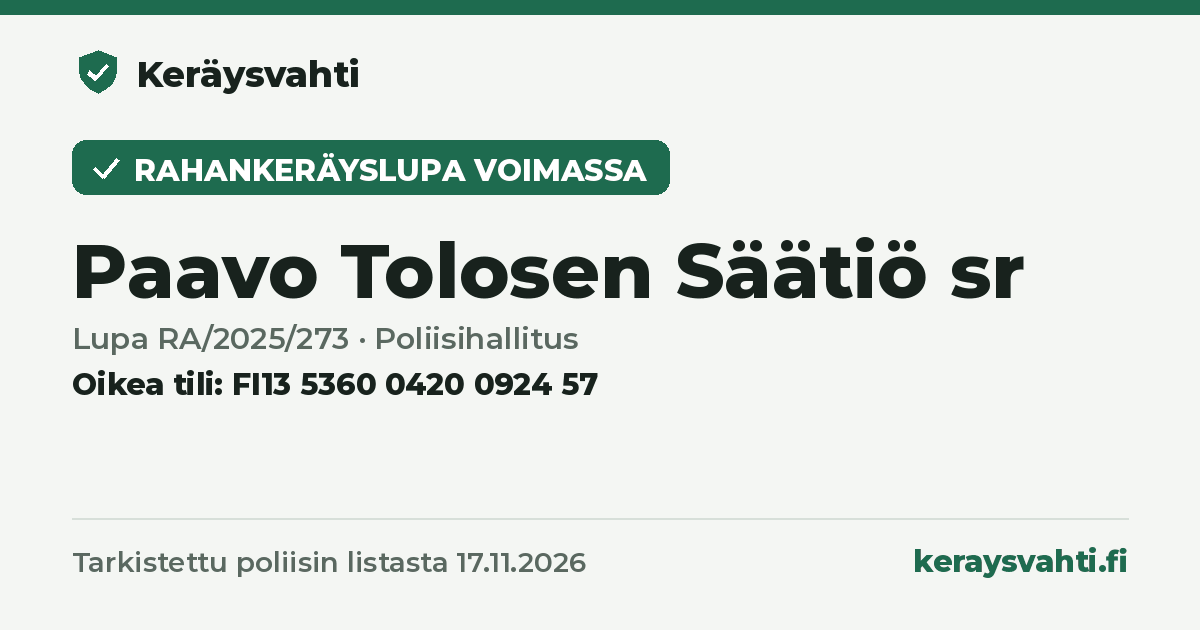 Keräysvahti
RAHANKERÄYSLUPA VOIMASSA
Paavo Tolosen Säätiö sr
Lupa RA/2025/273 · Poliisihallitus
Oikea tili: FI13 5360 0420 0924 57
Tarkistettu poliisin listasta 17.11.2026
keraysvahti.fi